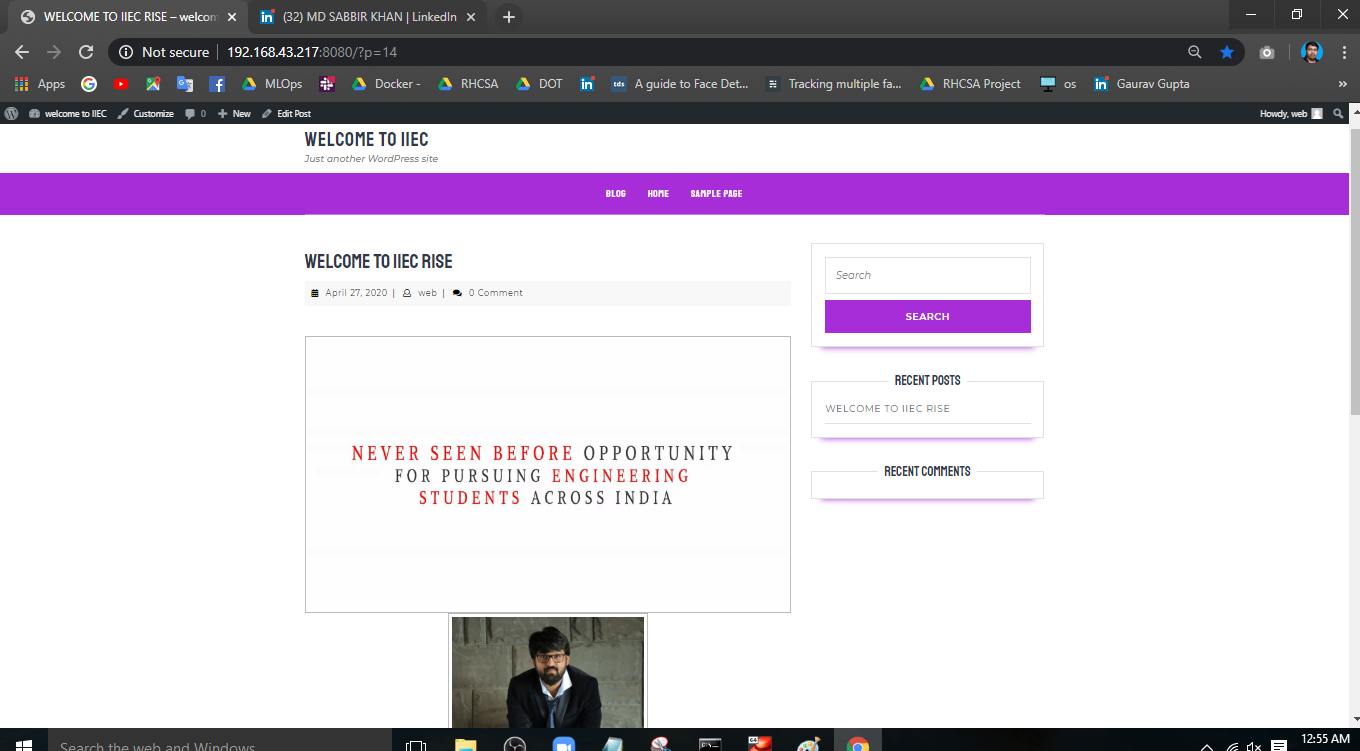 WELCOME TO IIEC RISE – welcom
(32) MD SABBIR KHAN | LinkedIn
Not secure
192.168.43.217:8080/?p=14
Apps
MLOps
Docker -
RHCSA
DOT
A guide to Face Det...
Tracking multiple fa...
RHCSA Project
os
Gaurav Gupta
welcome to IIEC
Customize
0
New
Edit Post
Howdy, web
WELCOME TO IIEC
Just another WordPress site
BLOG
HOME
SAMPLE PAGE
WELCOME TO IIEC RISE
April 27, 2020 | web | 0 Comment
NEVER SEEN BEFORE OPPORTUNITY
FOR PURSUING ENGINEERING
STUDENTS ACROSS INDIA
Search
SEARCH
RECENT POSTS
WELCOME TO IIEC RISE
RECENT COMMENTS
Search the web and Windows
12:55 AM